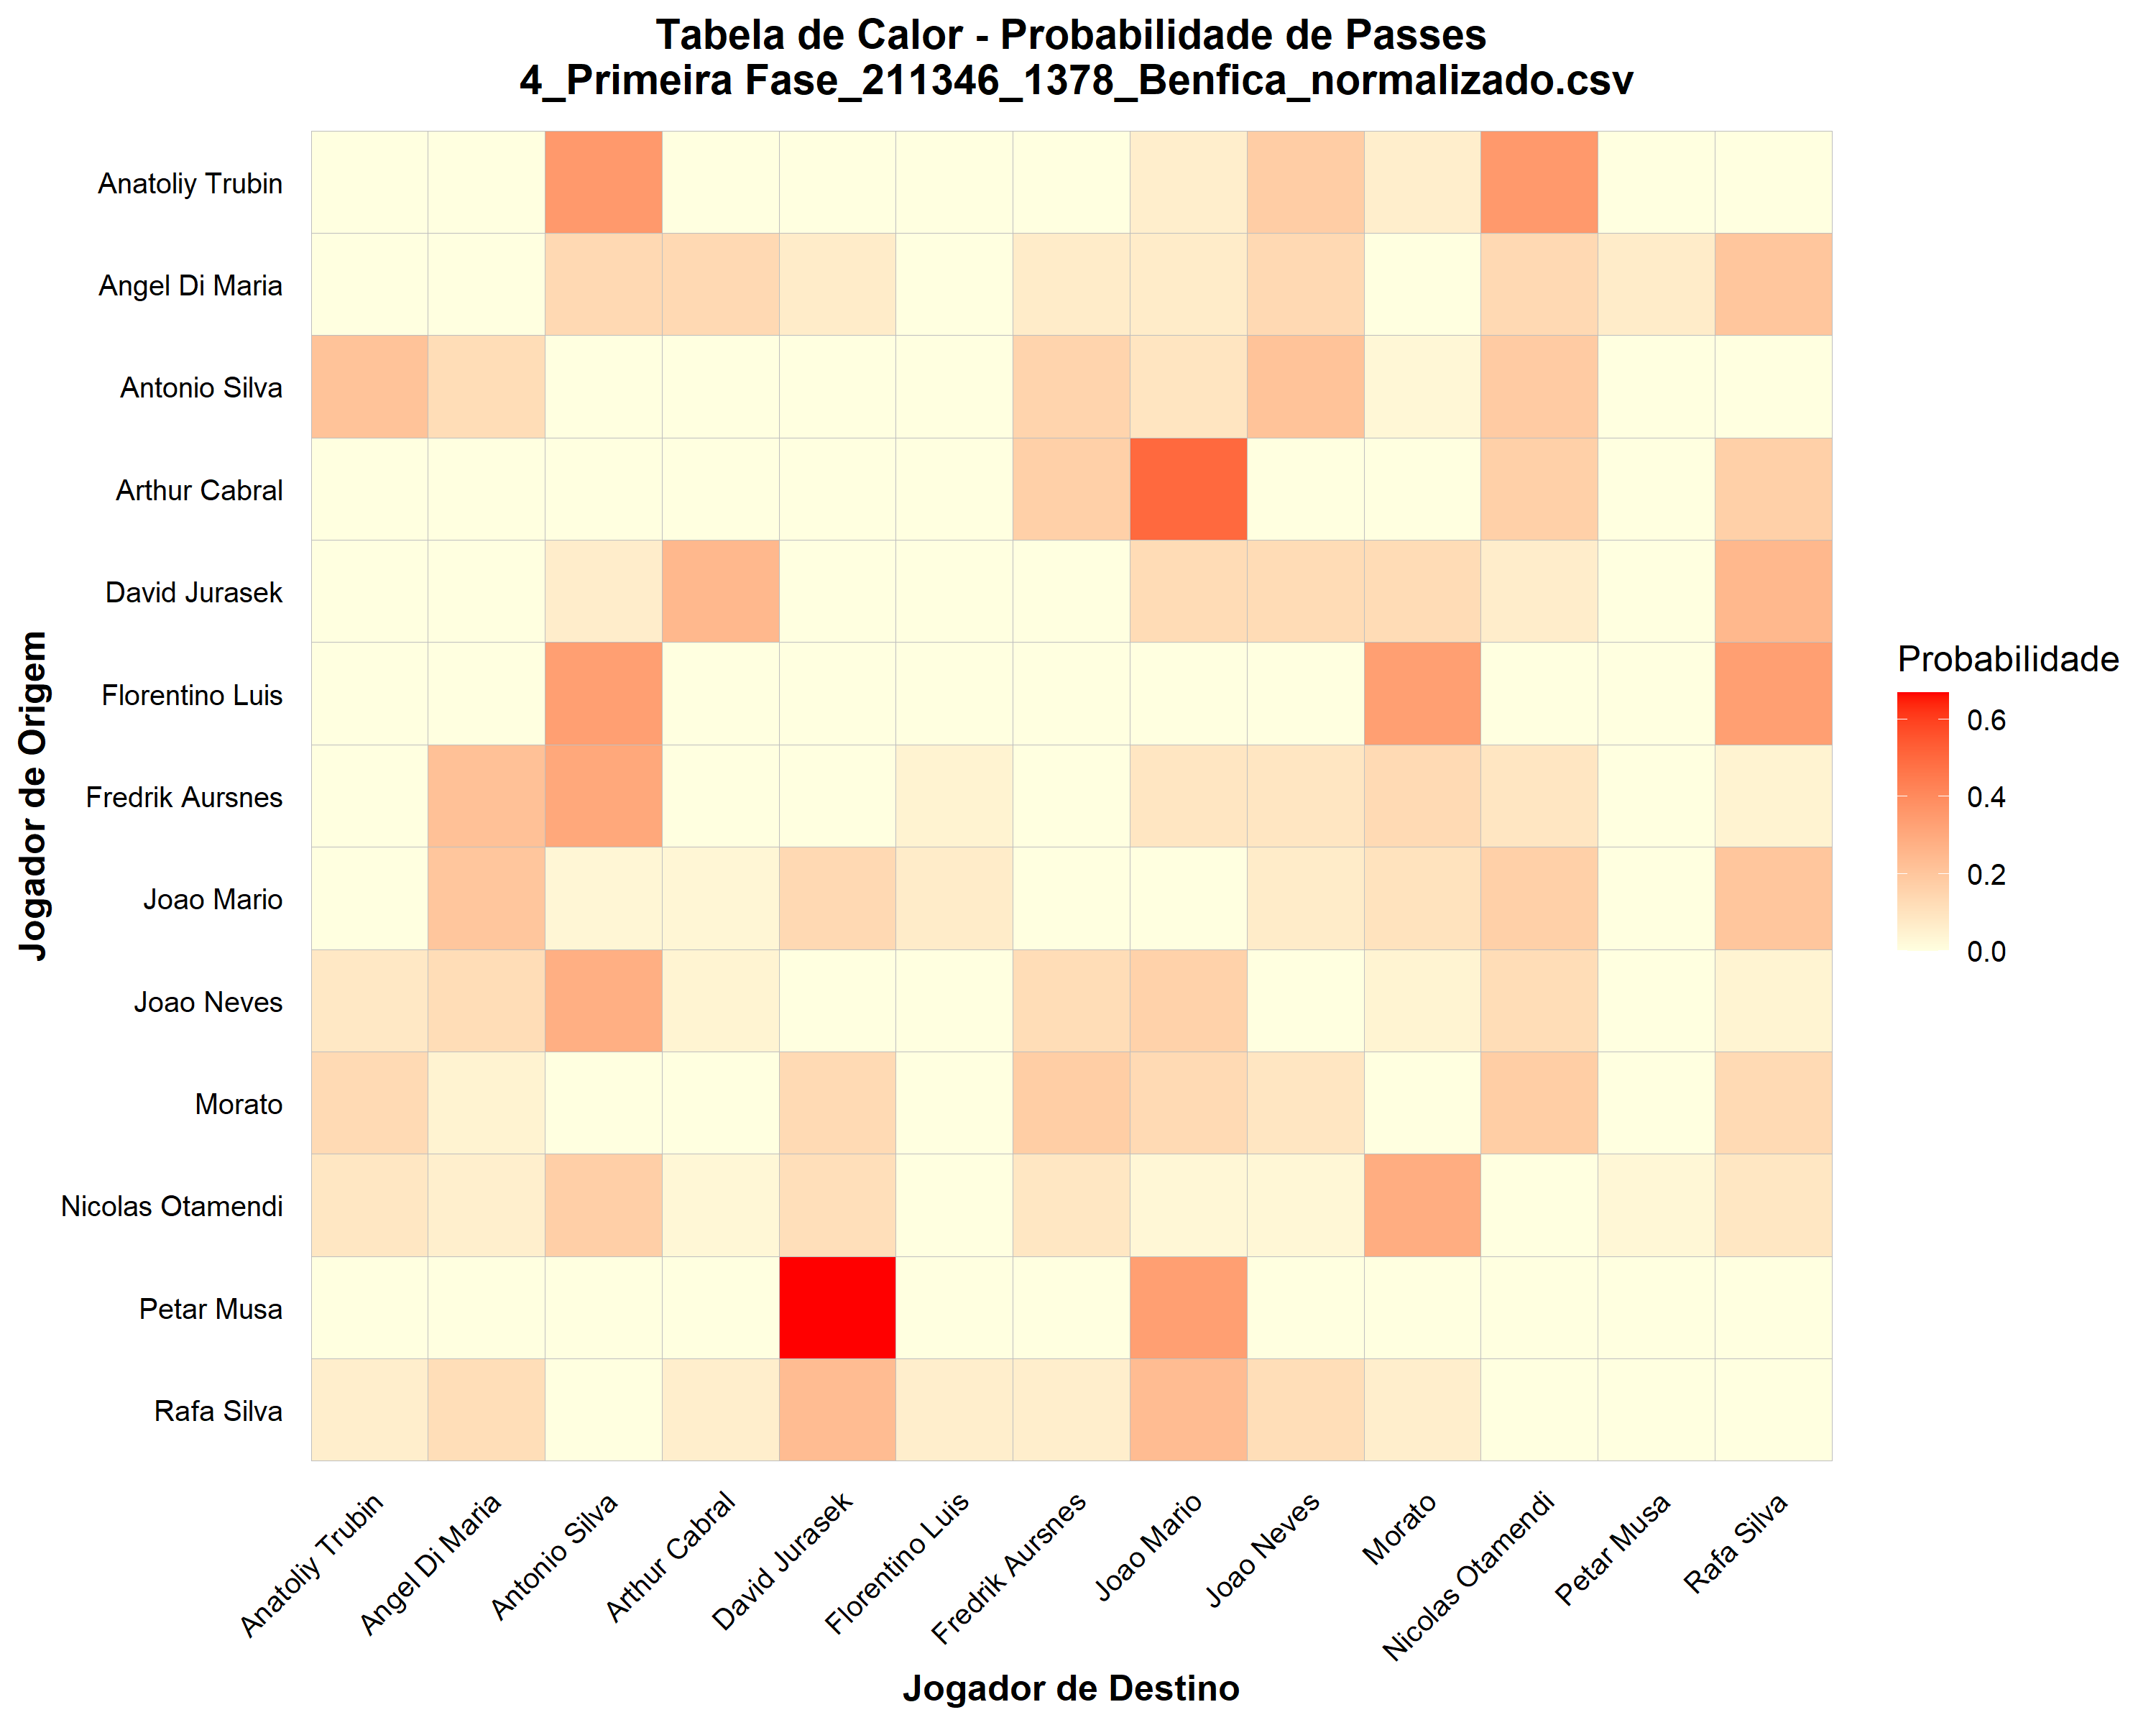 Tabela de Calor - Probabilidade de Passes
4_Primeira Fase_211346_1378_Benfica_normalizado.csv
Jogador de Origem
Anatoliy Trubin
Angel Di Maria
Antonio Silva
Arthur Cabral
David Jurasek
Florentino Luis
Fredrik Aursnes
Joao Mario
Joao Neves
Morato
Nicolas Otamendi
Petar Musa
Rafa Silva
Anatoliy Trubin
Angel Di Maria
Antonio Silva
Arthur Cabral
David Jurasek
Florentino Luis
Fredrik Aursnes
Joao Mario
Joao Neves
Morato
Nicolas Otamendi
Petar Musa
Rafa Silva
Jogador de Destino
Probabilidade
0.6
0.4
0.2
0.0